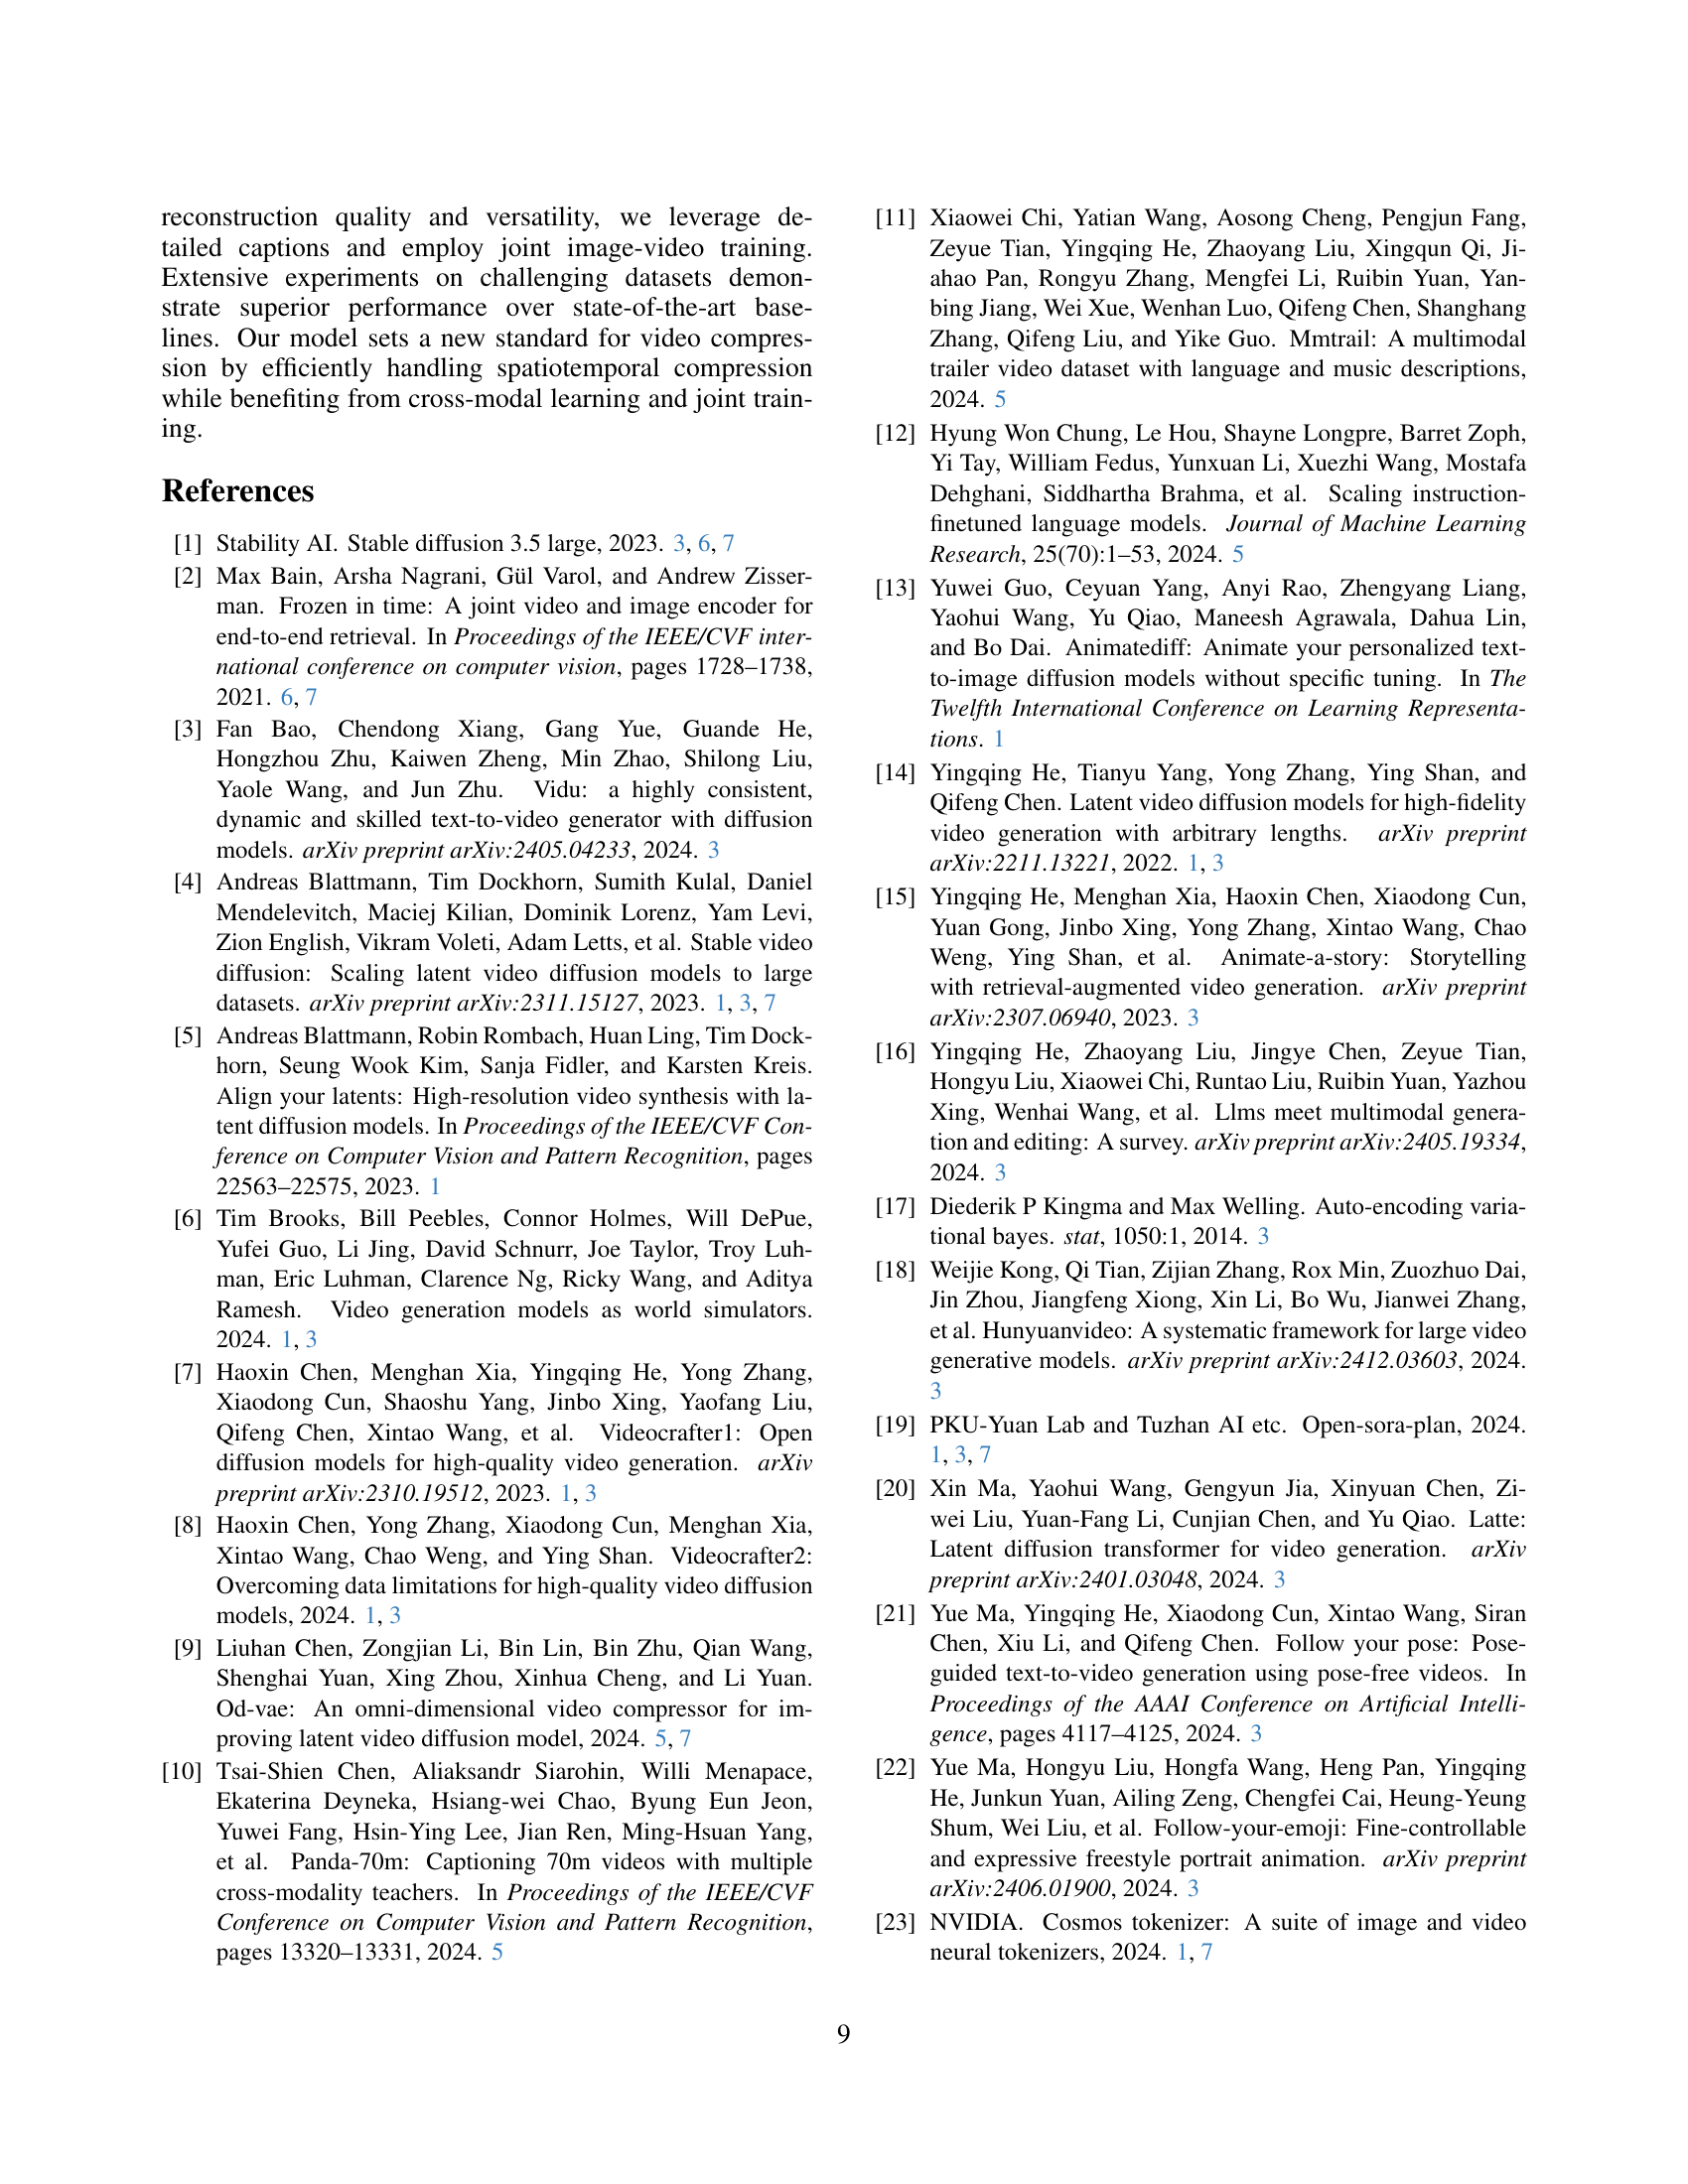 reconstruction quality and versatility, we leverage de-
tailed captions and employ joint image-video training.
Extensive experiments on challenging datasets demon-
strate superior performance over state-of-the-art base-
lines. Our model sets a new standard for video compres-
sion by efficiently handling spatiotemporal compression
while benefiting from cross-modal learning and joint train-
ing.
References
[1] Stability AI. Stable diffusion 3.5 large, 2023. 3, 6, 7
[2] Max Bain, Arsha Nagrani, Gül Varol, and Andrew Zisser-
man. Frozen in time: A joint video and image encoder for
end-to-end retrieval. In Proceedings of the IEEE/CVF inter-
national conference on computer vision, pages 1728–1738,
2021. 6, 7
[3] Fan Bao, Chendong Xiang, Gang Yue, Guande He,
Hongzhou Zhu, Kaiwen Zheng, Min Zhao, Shilong Liu,
Yaole Wang, and Jun Zhu. Vidu: a highly consistent,
dynamic and skilled text-to-video generator with diffusion
models. arXiv preprint arXiv:2405.04233, 2024. 3
[4] Andreas Blattmann, Tim Dockhorn, Sumith Kulal, Daniel
Mendelevitch, Maciej Kilian, Dominik Lorenz, Yam Levi,
Zion English, Vikram Voleti, Adam Letts, et al. Stable video
diffusion: Scaling latent video diffusion models to large
datasets. arXiv preprint arXiv:2311.15127, 2023. 1, 3, 7
[5] Andreas Blattmann, Robin Rombach, Huan Ling, Tim Dock-
horn, Seung Wook Kim, Sanja Fidler, and Karsten Kreis.
Align your latents: High-resolution video synthesis with la-
tent diffusion models. In Proceedings of the IEEE/CVF Con-
ference on Computer Vision and Pattern Recognition, pages
22563–22575, 2023. 1
[6] Tim Brooks, Bill Peebles, Connor Holmes, Will DePue,
Yufei Guo, Li Jing, David Schnurr, Joe Taylor, Troy Luh-
man, Eric Luhman, Clarence Ng, Ricky Wang, and Aditya
Ramesh. Video generation models as world simulators.
2024. 1, 3
[7] Haoxin Chen, Menghan Xia, Yingqing He, Yong Zhang,
Xiaodong Cun, Shaoshu Yang, Jinbo Xing, Yaofang Liu,
Qifeng Chen, Xintao Wang, et al. Videocrafter1: Open
diffusion models for high-quality video generation. arXiv
preprint arXiv:2310.19512, 2023. 1, 3
[8] Haoxin Chen, Yong Zhang, Xiaodong Cun, Menghan Xia,
Xintao Wang, Chao Weng, and Ying Shan. Videocrafter2:
Overcoming data limitations for high-quality video diffusion
models, 2024. 1, 3
[9] Liuhan Chen, Zongjian Li, Bin Lin, Bin Zhu, Qian Wang,
Shenghai Yuan, Xing Zhou, Xinhua Cheng, and Li Yuan.
Od-vae: An omni-dimensional video compressor for im-
proving latent video diffusion model, 2024. 5, 7
[10] Tsai-Shien Chen, Aliaksandr Siarohin, Willi Menapace,
Ekaterina Deyneka, Hsiang-wei Chao, Byung Eun Jeon,
Yuwei Fang, Hsin-Ying Lee, Jian Ren, Ming-Hsuan Yang,
et al. Panda-70m: Captioning 70m videos with multiple
cross-modality teachers. In Proceedings of the IEEE/CVF
Conference on Computer Vision and Pattern Recognition,
pages 13320–13331, 2024. 5
[11] Xiaowei Chi, Yatian Wang, Aosong Cheng, Pengjun Fang,
Zeyue Tian, Yingqing He, Zhaoyang Liu, Xingqun Qi, Ji-
ahao Pan, Rongyu Zhang, Mengfei Li, Ruibin Yuan, Yan-
bing Jiang, Wei Xue, Wenhan Luo, Qifeng Chen, Shanghang
Zhang, Qifeng Liu, and Yike Guo. Mmtrail: A multimodal
trailer video dataset with language and music descriptions,
2024. 5
[12] Hyung Won Chung, Le Hou, Shayne Longpre, Barret Zoph,
Yi Tay, William Fedus, Yunxuan Li, Xuezhi Wang, Mostafa
Dehghani, Siddhartha Brahma, et al. Scaling instruction-
finetuned language models. Journal of Machine Learning
Research, 25(70):1–53, 2024. 5
[13] Yuwei Guo, Ceyuan Yang, Anyi Rao, Zhengyang Liang,
Yaohui Wang, Yu Qiao, Maneesh Agrawala, Dahua Lin,
and Bo Dai. Animatediff: Animate your personalized text-
to-image diffusion models without specific tuning. In The
Twelfth International Conference on Learning Representa-
tions. 1
[14] Yingqing He, Tianyu Yang, Yong Zhang, Ying Shan, and
Qifeng Chen. Latent video diffusion models for high-fidelity
video generation with arbitrary lengths. arXiv preprint
arXiv:2211.13221, 2022. 1, 3
[15] Yingqing He, Menghan Xia, Haoxin Chen, Xiaodong Cun,
Yuan Gong, Jinbo Xing, Yong Zhang, Xintao Wang, Chao
Weng, Ying Shan, et al. Animate-a-story: Storytelling
with retrieval-augmented video generation. arXiv preprint
arXiv:2307.06940, 2023. 3
[16] Yingqing He, Zhaoyang Liu, Jingye Chen, Zeyue Tian,
Hongyu Liu, Xiaowei Chi, Runtao Liu, Ruibin Yuan, Yazhou
Xing, Wenhai Wang, et al. Llms meet multimodal genera-
tion and editing: A survey. arXiv preprint arXiv:2405.19334,
2024. 3
[17] Diederik P Kingma and Max Welling. Auto-encoding varia-
tional bayes. stat, 1050:1, 2014. 3
[18] Weijie Kong, Qi Tian, Zijian Zhang, Rox Min, Zuozhuo Dai,
Jin Zhou, Jiangfeng Xiong, Xin Li, Bo Wu, Jianwei Zhang,
et al. Hunyuanvideo: A systematic framework for large video
generative models. arXiv preprint arXiv:2412.03603, 2024.
3
[19] PKU-Yuan Lab and Tuzhan AI etc. Open-sora-plan, 2024.
1, 3, 7
[20] Xin Ma, Yaohui Wang, Gengyun Jia, Xinyuan Chen, Zi-
wei Liu, Yuan-Fang Li, Cunjian Chen, and Yu Qiao. Latte:
Latent diffusion transformer for video generation. arXiv
preprint arXiv:2401.03048, 2024. 3
[21] Yue Ma, Yingqing He, Xiaodong Cun, Xintao Wang, Siran
Chen, Xiu Li, and Qifeng Chen. Follow your pose: Pose-
guided text-to-video generation using pose-free videos. In
Proceedings of the AAAI Conference on Artificial Intelli-
gence, pages 4117–4125, 2024. 3
[22] Yue Ma, Hongyu Liu, Hongfa Wang, Heng Pan, Yingqing
He, Junkun Yuan, Ailing Zeng, Chengfei Cai, Heung-Yeung
Shum, Wei Liu, et al. Follow-your-emoji: Fine-controllable
and expressive freestyle portrait animation. arXiv preprint
arXiv:2406.01900, 2024. 3
[23] NVIDIA. Cosmos tokenizer: A suite of image and video
neural tokenizers, 2024. 1, 7
9